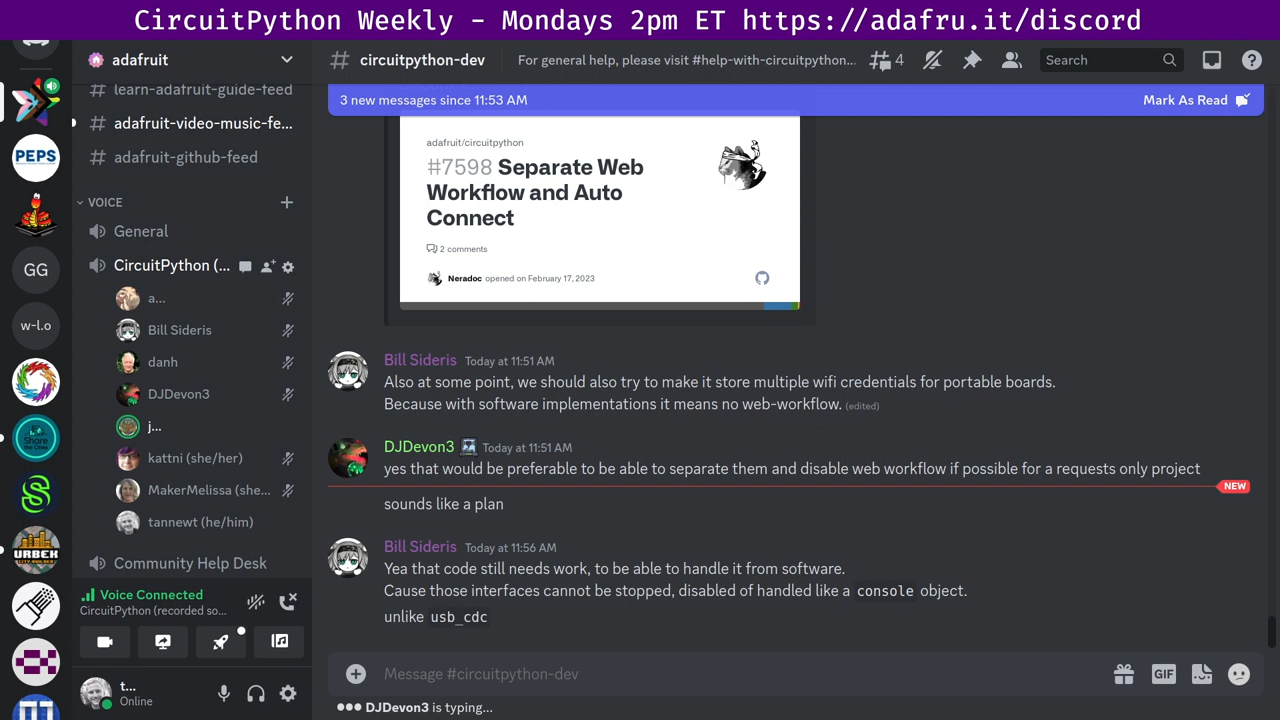 CircuitPython Weekly - Mondays 2pm ET https://adafru.it/discord
adafruit
learn-adafruit-guide-feed
adafruit-video-music-fe...
adafruit-github-feed
VOICE
General
CircuitPython (...
a...
Bill Sideris
danh
DJDevon3
j...
kattni (she/her)
MakerMelissa (she...
tannewt (he/him)
Community Help Desk
Voice Connected
CircuitPython (recorded so...
t...
Online
PEPS
GG
w-l.o
Share
the Cities
URBEX
CITY BUILDER
circuitpython-dev
For general help, please visit #help-with-circuitpython...
4
Search
3 new messages since 11:53 AM
Mark As Read
adafruit/circuitpython
#7598 Separate Web
Workflow and Auto
Connect
2 comments
Neradoc opened on February 17, 2023
Bill Sideris Today at 11:51 AM
Also at some point, we should also try to make it store multiple wifi credentials for portable boards.
Because with software implementations it means no web-workflow. (edited)
DJDevon3 Today at 11:51 AM
yes that would be preferable to be able to separate them and disable web workflow if possible for a requests only project
NEW
sounds like a plan
Bill Sideris Today at 11:56 AM
Yea that code still needs work, to be able to handle it from software.
Cause those interfaces cannot be stopped, disabled of handled like a console object.
unlike usb_cdc
Message #circuitpython-dev
GIF
DJDevon3 is typing...